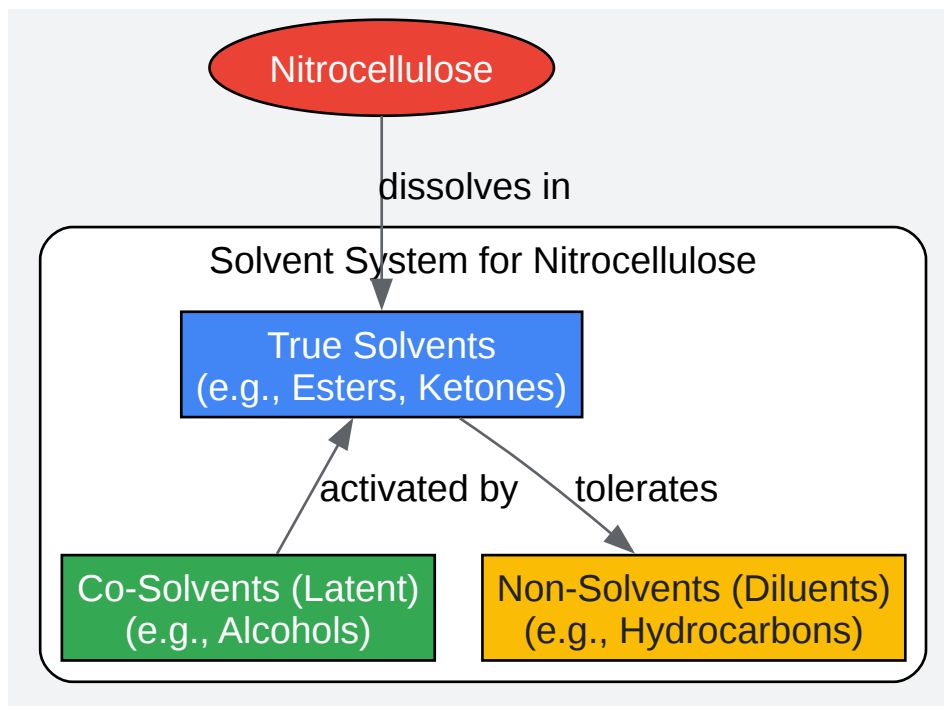 Nitrocellulose
dissolves in
Solvent System for Nitrocellulose
True Solvents
(e.g., Esters, Ketones)
activated by
tolerates
Co-Solvents (Latent)
(e.g., Alcohols)
Non-Solvents (Diluents)
(e.g., Hydrocarbons)